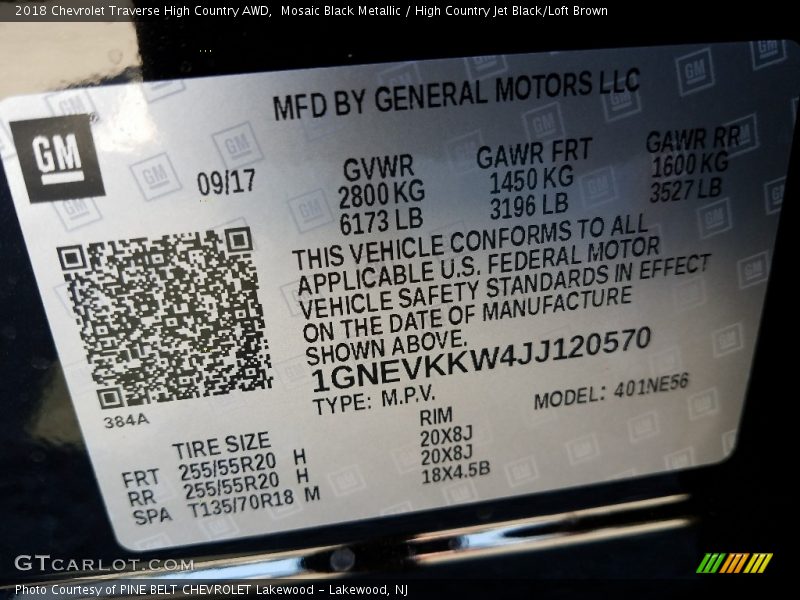 2018 Chevrolet Traverse High Country AWD,  Mosaic Black Metallic / High Country Jet Black/Loft Brown
MFD BY GENERAL MOTORS LLC
GM
09/17
GVWR
2800 KG
6173 LB
GAWR FRT
1450 KG
3196 LB
GAWR RR
1600 KG
3527 LB
THIS VEHICLE CONFORMS TO ALL
APPLICABLE U.S. FEDERAL MOTOR
VEHICLE SAFETY STANDARDS IN EFFECT
ON THE DATE OF MANUFACTURE
SHOWN ABOVE.
1GNEVKKW4JJ120570
TYPE: M.P.V.
MODEL: 401NE56
384A
TIRE SIZE
RIM
FRT 255/55R20 H 20X8J
RR 255/55R20 H 20X8J
SPA T135/70R18 M 18X4.5B
GTCARLOT.COM
Photo Courtesy of PINE BELT CHEVROLET Lakewood - Lakewood, NJ